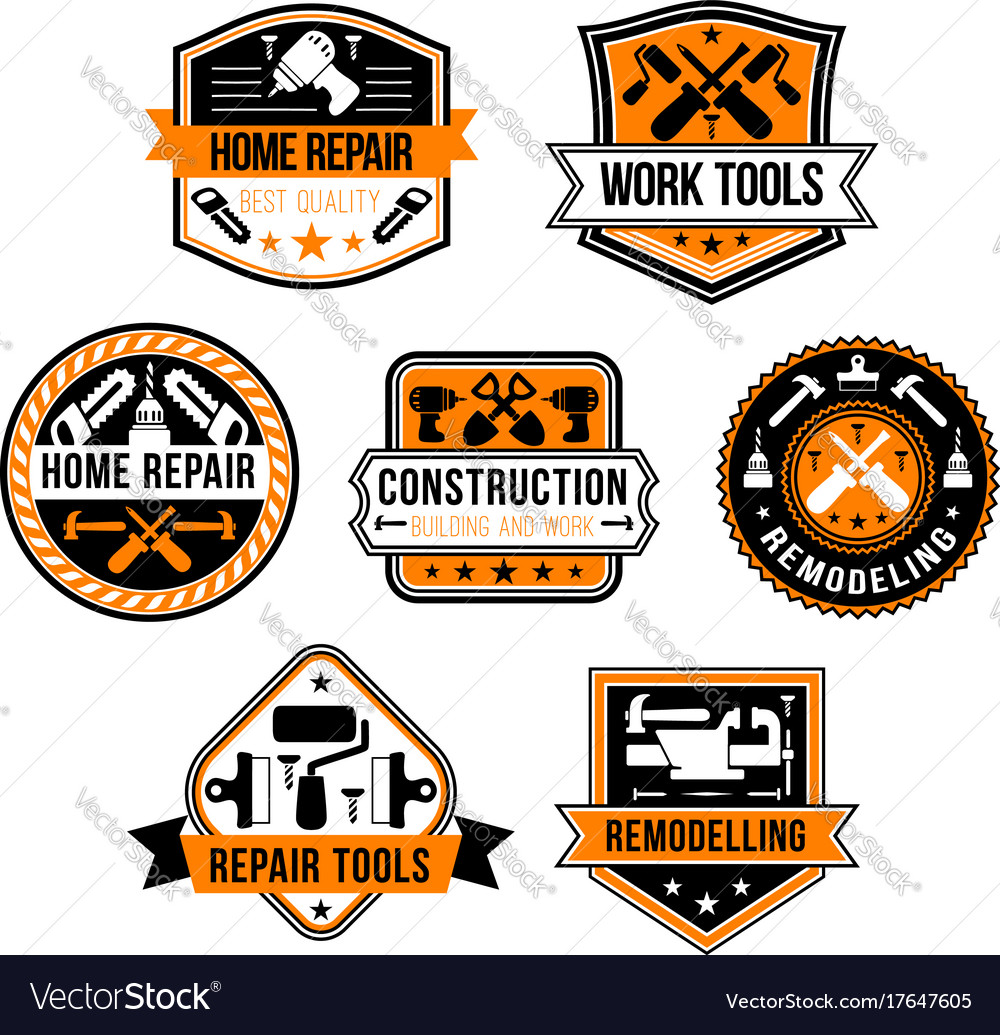 HOME REPAIR
BEST QUALITY
WORK TOOLS
HOME REPAIR
CONSTRUCTION
BUILDING AND WORK
REMODELING
REPAIR TOOLS
REMODELLING
VectorStock®
VectorStock.com/17647605